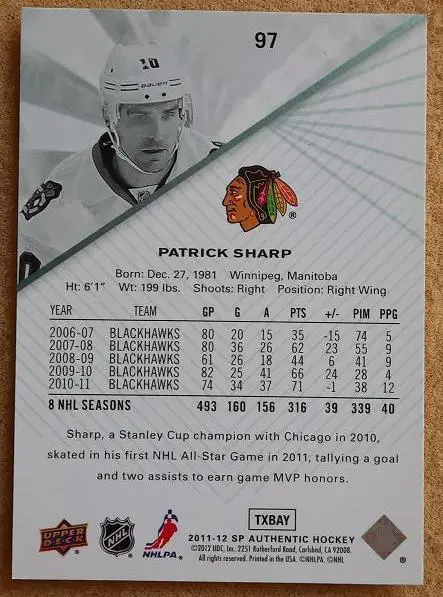 97
10
BAUER
PATRICK SHARP
Born: Dec. 27, 1981 Winnipeg, Manitoba
Ht: 6'1" Wt: 199 lbs. Shoots: Right Position: Right Wing
YEAR TEAM GP G A PTS +/- PIM PPG
2006-07 BLACKHAWKS 80 20 15 35 -15 74 5
2007-08 BLACKHAWKS 80 36 26 62 23 55 9
2008-09 BLACKHAWKS 61 26 18 44 6 41 9
2009-10 BLACKHAWKS 82 25 41 66 24 28 4
2010-11 BLACKHAWKS 74 34 37 71 -1 38 12
8 NHL SEASONS 493 160 156 316 39 339 40
Sharp, a Stanley Cup champion with Chicago in 2010,
skated in his first NHL All-Star Game in 2011, tallying a goal
and two assists to earn game MVP honors.
UPPER DECK
NHL
NHLPA.
TXBAY
2011-12 SP AUTHENTIC HOCKEY
©2012 UDC, Inc. 2251 Rutherford Road, Carlsbad, CA 92008.
All rights reserved. Printed in the USA. ©NHLPA. ©NHL